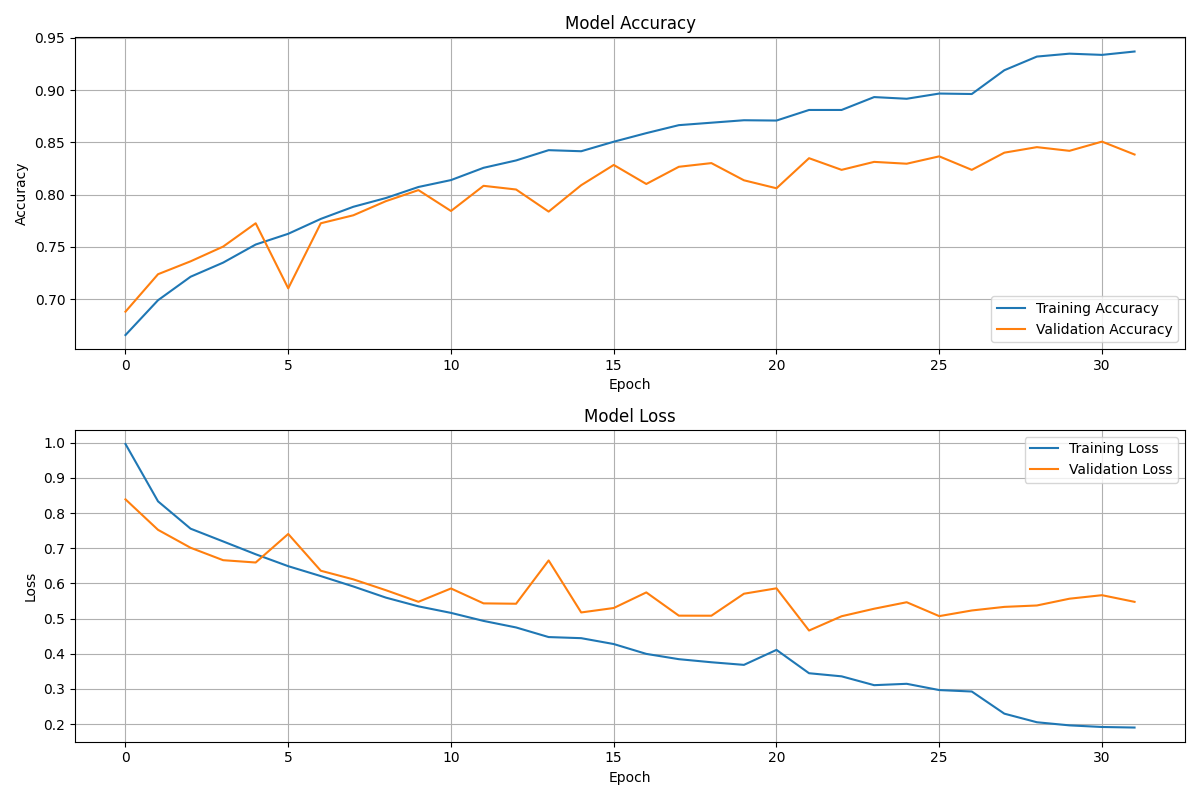 Model Accuracy
0.95
0.90
0.85
0.80
0.75
0.70
Accuracy
0 5 10 15 20 25 30
Epoch
Training Accuracy
Validation Accuracy
Model Loss
1.0
0.9
0.8
0.7
0.6
0.5
0.4
0.3
0.2
Loss
0 5 10 15 20 25 30
Epoch
Training Loss
Validation Loss